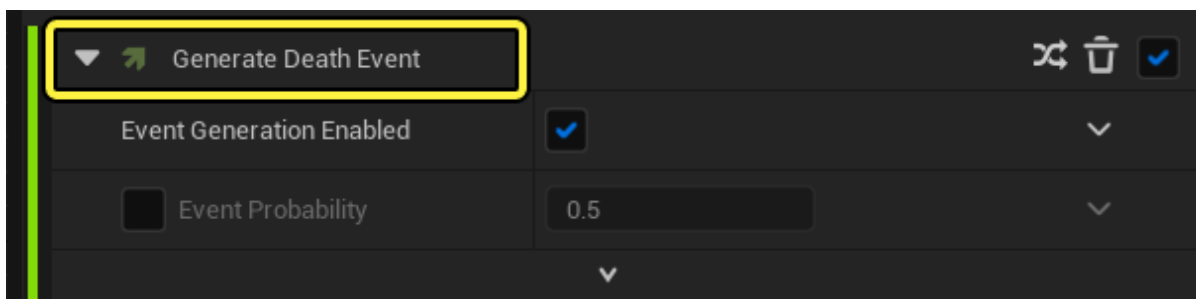 Generate Death Event
Event Generation Enabled
Event Probability 0.5